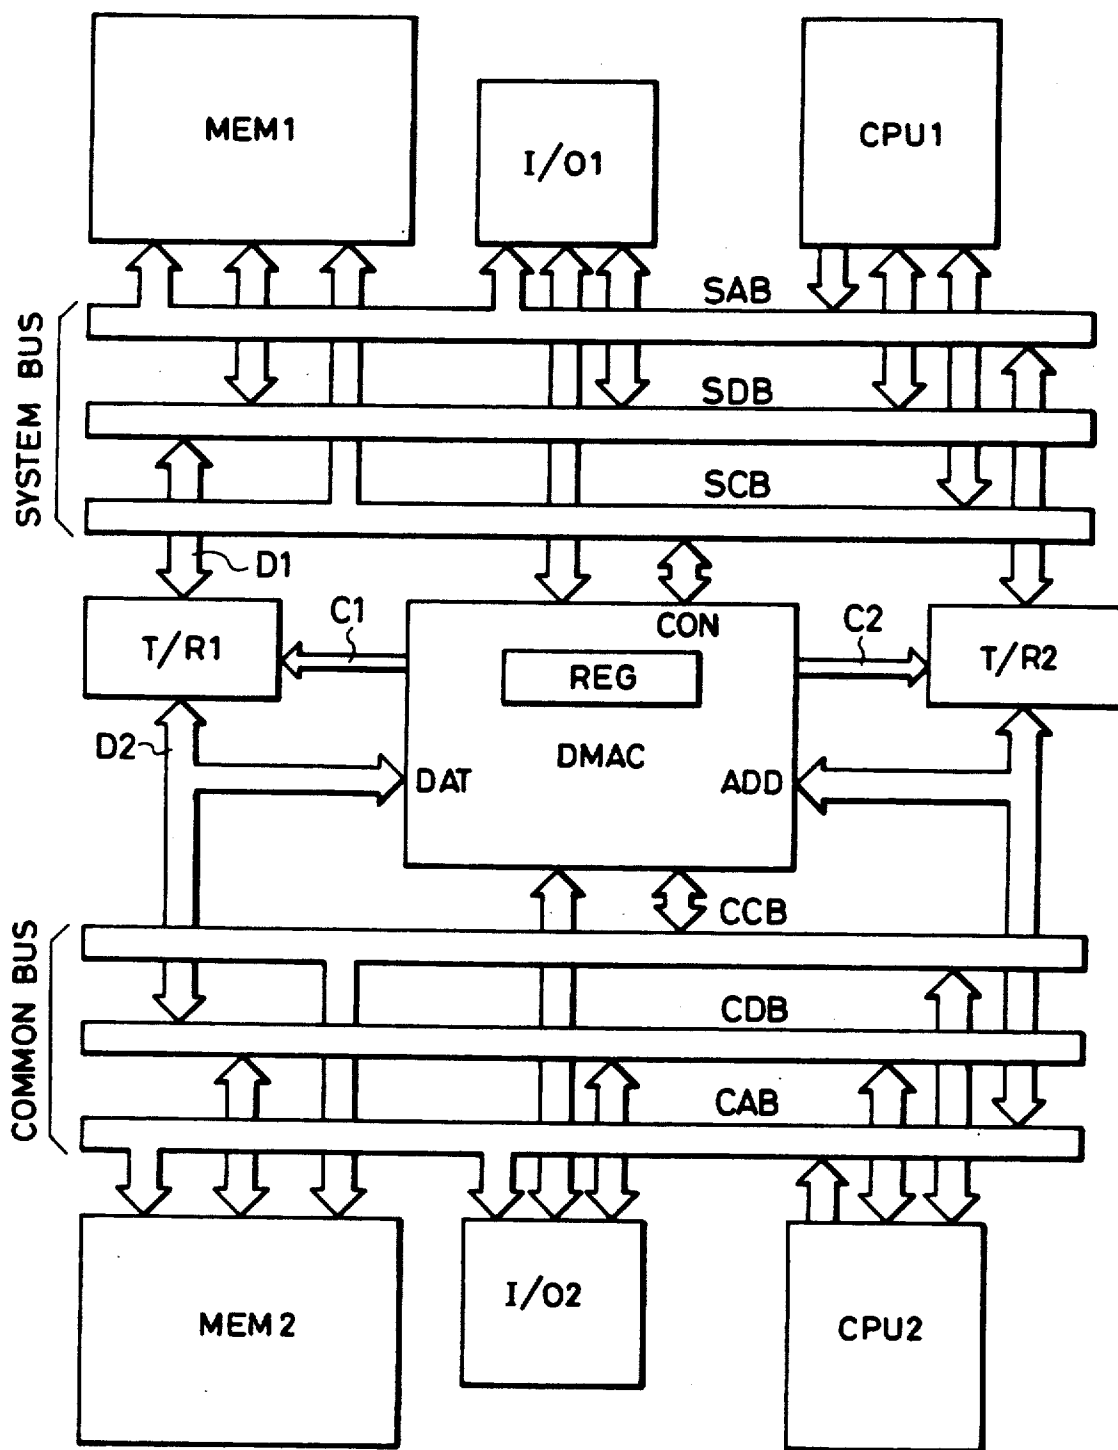 MEM1
I/O1
CPU1
SAB
SYSTEM BUS
SDB
SCB
D1
C1
CON
C2
T/R1
REG
T/R2
D2
DMAC
DAT
ADD
CCB
COMMON BUS
CDB
CAB
MEM2
I/O2
CPU2